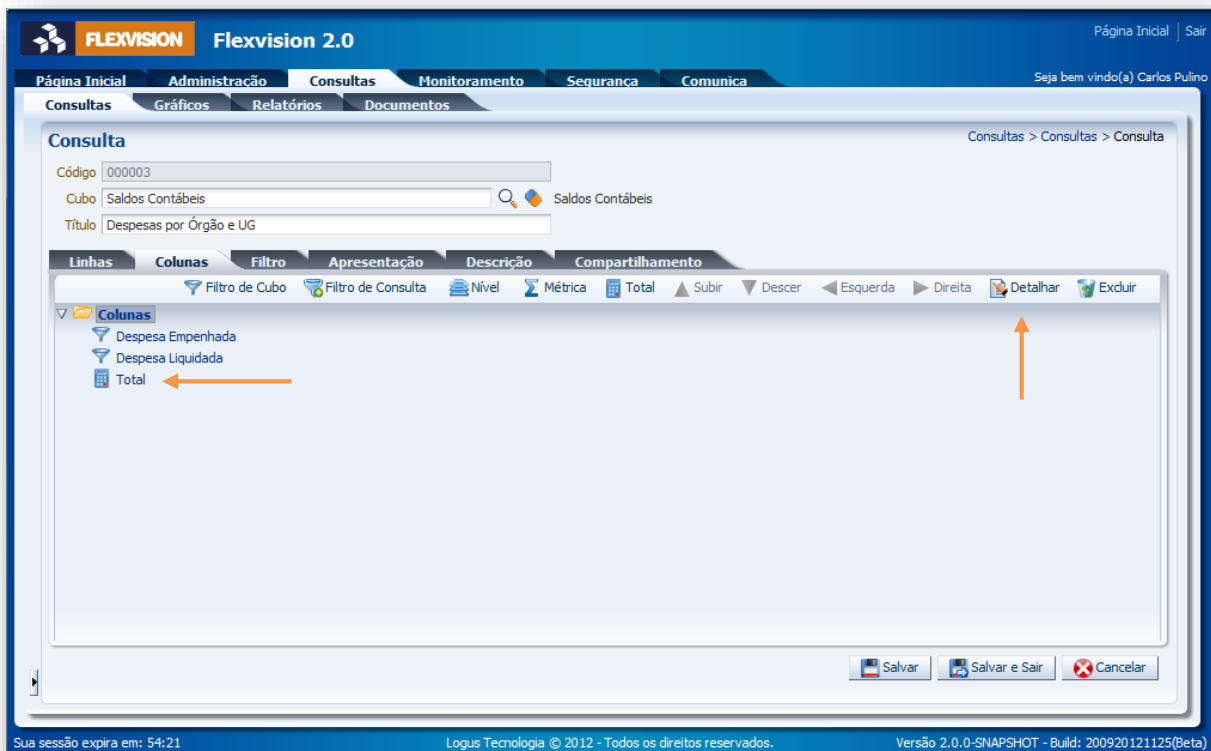 FLEXVISION Flexvision 2.0 Página Inicial Sair
Página Inicial Administração Consultas Monitoramento Segurança Comunica Seja bem vindo(a) Carlos Pulino
Consultas Gráficos Relatórios Documentos
Consulta Consultas > Consultas > Consulta
Código 000003
Cubo Saldos Contábeis Saldos Contábeis
Título Despesas por Órgão e UG
Linhas Colunas Filtro Apresentação Descrição Compartilhamento
Filtro de Cubo Filtro de Consulta Nível Métrica Total Subir Descer Esquerda Direita Detalhar Excluir
Colunas
Despesa Empenhada
Despesa Liquidada
Total
Salvar Salvar e Sair Cancelar
Sua sessão expira em: 54:21 Logus Tecnologia © 2012 - Todos os direitos reservados. Versão 2.0.0-SNAPSHOT - Build: 200920121125(Beta)